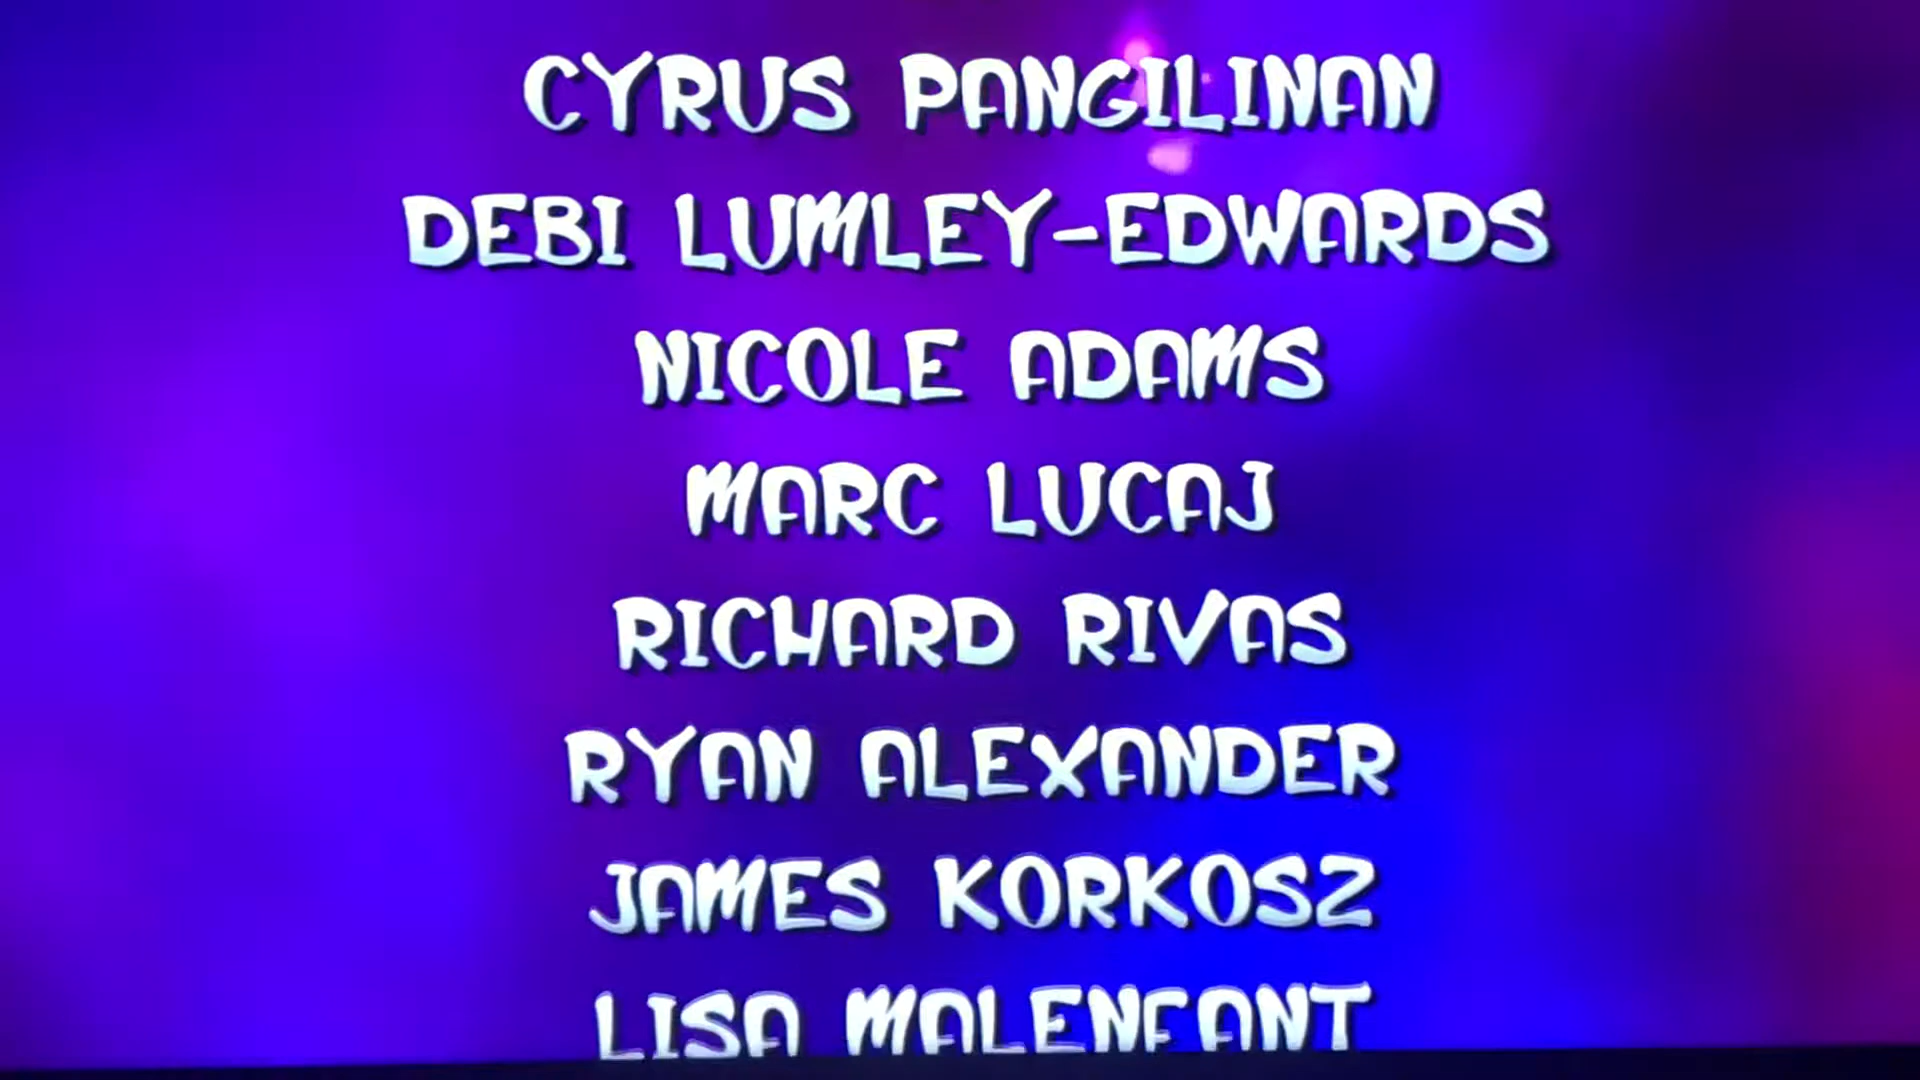 CYRUS PANGILINAN
DEBI LUMLEY-EDWARDS
NICOLE ADAMS
MARC LUCAJ
RICHARD RIVAS
RYAN ALEXANDER
JAMES KORKOSZ
LISA MALENFANT